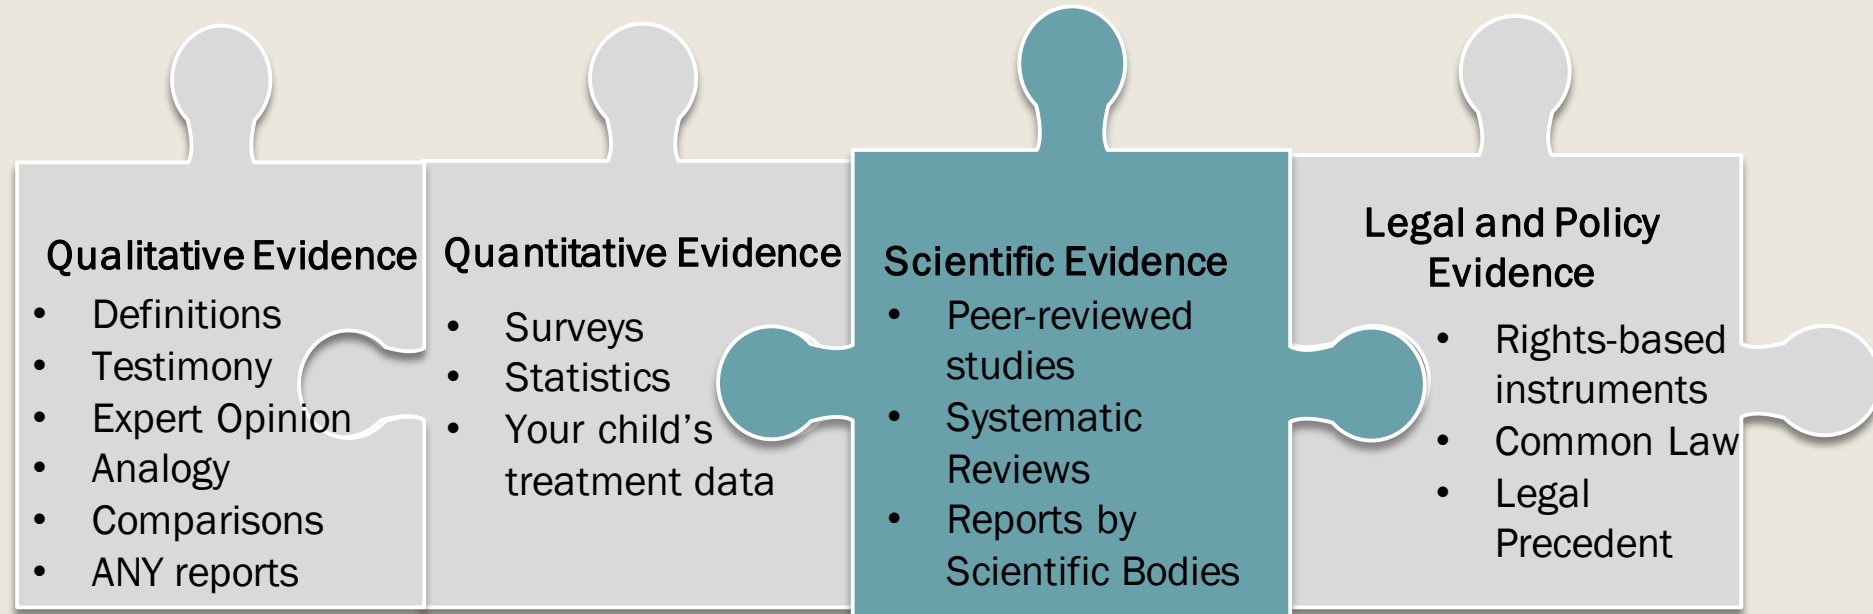 Qualitative Evidence
• Definitions
• Testimony
• Expert Opinion
• Analogy
• Comparisons
• ANY reports
Quantitative Evidence
• Surveys
• Statistics
• Your child's
treatment data
Scientific Evidence
• Peer-reviewed
studies
• Systematic
Reviews
• Reports by
Scientific Bodies
Legal and Policy
Evidence
• Rights-based
instruments
• Common Law
• Legal
Precedent